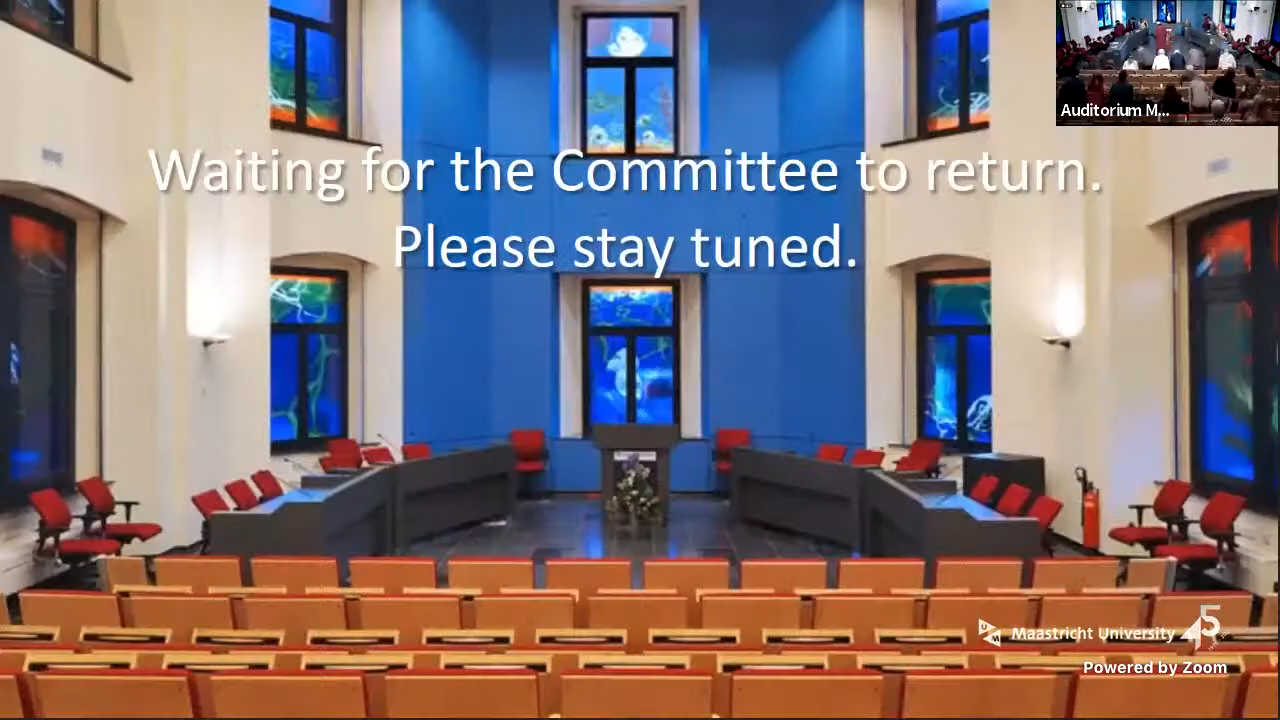 Auditorium M...
Waiting for the Committee to return.
Please stay tuned.
Maastricht University 45
Powered by Zoom